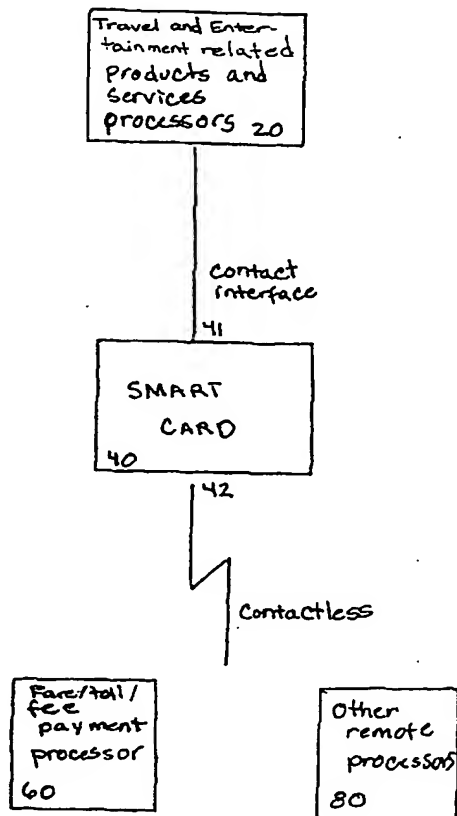 Travel and Enter-
tainment related
products and
services
processors 20
contact
interface
41
SMART
CARD
40
42
Contactless
Fare/toll/
fee
payment
processor
60
Other
remote
processors
80